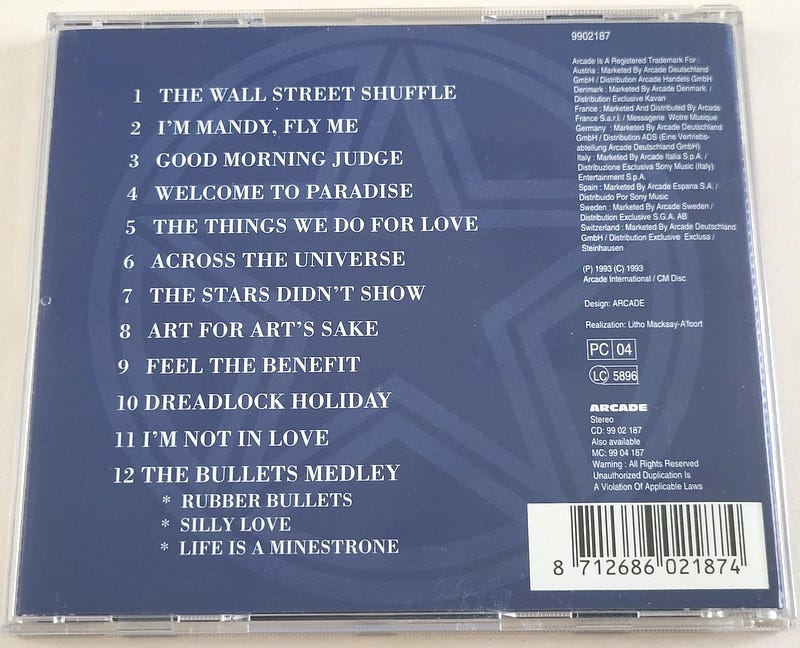 1 THE WALL STREET SHUFFLE
2 I'M MANDY, FLY ME
3 GOOD MORNING JUDGE
4 WELCOME TO PARADISE
5 THE THINGS WE DO FOR LOVE
6 ACROSS THE UNIVERSE
7 THE STARS DIDN'T SHOW
8 ART FOR ART'S SAKE
9 FEEL THE BENEFIT
10 DREADLOCK HOLIDAY
11 I'M NOT IN LOVE
12 THE BULLETS MEDLEY
* RUBBER BULLETS
* SILLY LOVE
* LIFE IS A MINESTRONE
9902187
Arcade Is A Registered Trademark For :
Austria : Marketed By Arcade Deutschland
GmbH / Distribution Arcade Handels GmbH
Denmark : Marketed By Arcade Denmark /
Distribution Exclusive Kavan
France : Marketed And Distributed By Arcade
France S.a.r.l. / Messagerie Wotre Musique
Germany : Marketed By Arcade Deutschland
GmbH / Distribution ADS (Eine Vertriebs-
abteilung Arcade Deutschland GmbH)
Italy : Marketed By Arcade Italia S.p.A. /
Distribuzione Esclusiva Sony Music (Italy)
Entertainment S.p.A.
Spain : Marketed By Arcade Espana S.A. /
Distribuido Por Sony Music
Sweden : Marketed By Arcade Sweden /
Distribution Exclusive S.G.A. AB
Switzerland : Marketed By Arcade Deutschland
GmbH / Distribution Exclusive Exclusa /
Steinhausen
(P) 1993 (C) 1993
Arcade International / CM Disc
Design: ARCADE
Realization: Litho Mackaay-A'foort
PC 04
LC 5896
ARCADE
Stereo
CD: 99 02 187
Also available
MC: 99 04 187
Warning : All Rights Reserved
Unauthorized Duplication Is
A Violation Of Applicable Laws
8 712686 021874